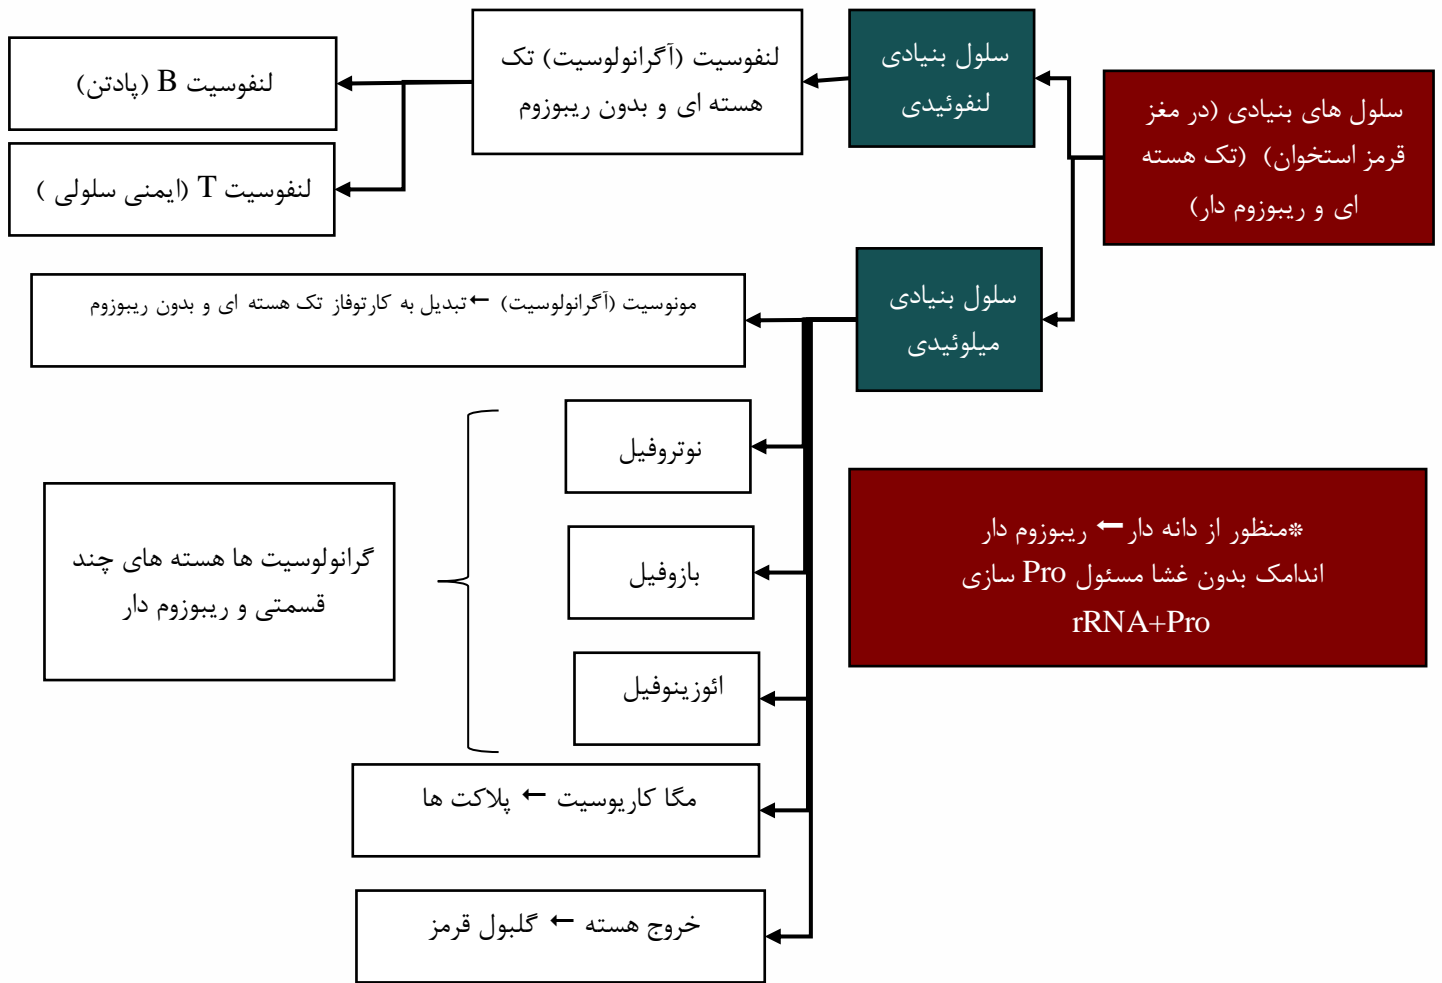 سلول های بنیادی (در مغز
قرمز استخوان) (تک هسته
ای و ریبوزوم دار)
سلول بنیادی
لنفوئیدی
لنفوسیت (آگرانولوسیت) تک
هسته ای و بدون ریبوزوم
لنفوسیت B (پادتن)
لنفوسیت T (ایمنی سلولی )
سلول بنیادی
میلوئیدی
مونوسیت (آگرانولوسیت) ←تبدیل به کارتوفاز تک هسته ای و بدون ریبوزوم
نوتروفیل
بازوفیل
ائوزینوفیل
گرانولوسیت ها هسته های چند
قسمتی و ریبوزوم دار
مگا کاریوسیت ← پلاکت ها
خروج هسته ← گلبول قرمز
*منظور از دانه دار ← ریبوزوم دار
اندامک بدون غشا مسئول Pro سازی
rRNA+Pro